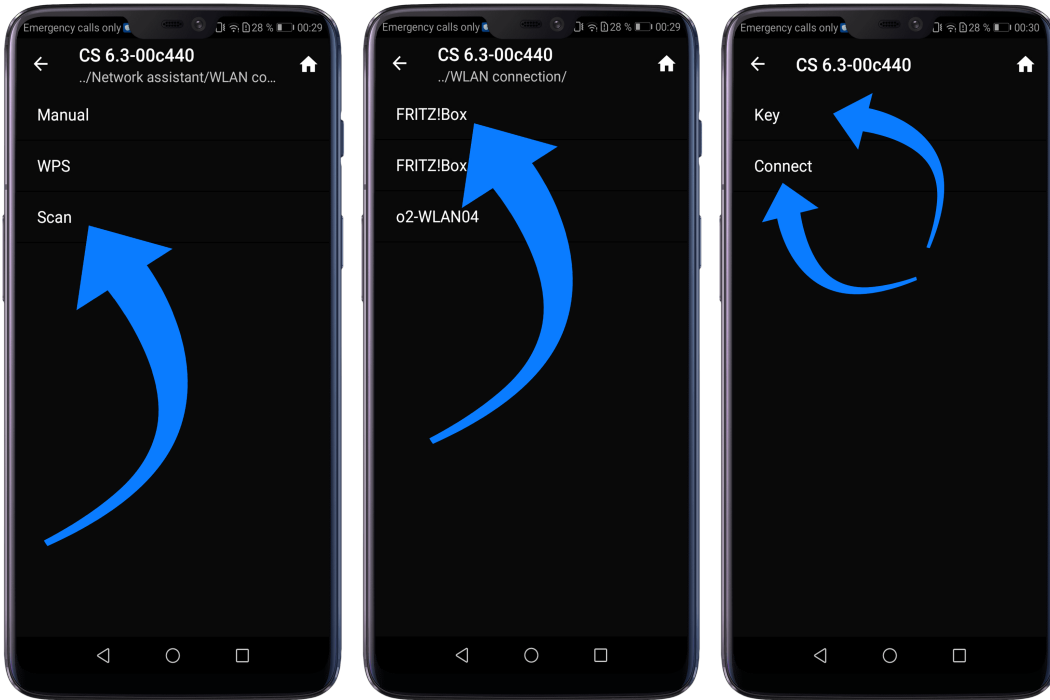 Emergency calls only 28 % 00:29
CS 6.3-00c440
../Network assistant/WLAN co...
Manual
WPS
Scan
Emergency calls only 28 % 00:29
CS 6.3-00c440
../WLAN connection/
FRITZ!Box
FRITZ!Box
o2-WLAN04
Emergency calls only 28 % 00:30
CS 6.3-00c440
Key
Connect